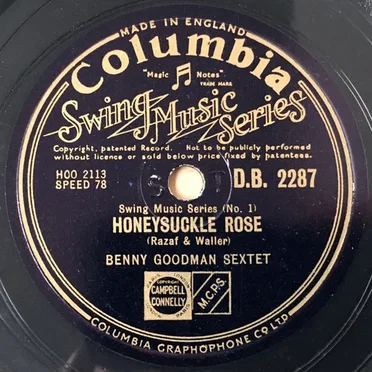 MADE IN ENGLAND
Columbia
"Magic Notes"
TRADE MARK
Swing Music Series
Copyright, patented Record. Not to be publicly performed
without licence or sold below price fixed by patentees.
HOO 2113
SPEED 78
D.B. 2287
Swing Music Series (No. 1)
HONEYSUCKLE ROSE
(Razaf & Waller)
BENNY GOODMAN SEXTET
COPYRIGHT
CAMPBELL
CONNELLY
M.C.P.S.
COLUMBIA GRAPHOPHONE CO LTD